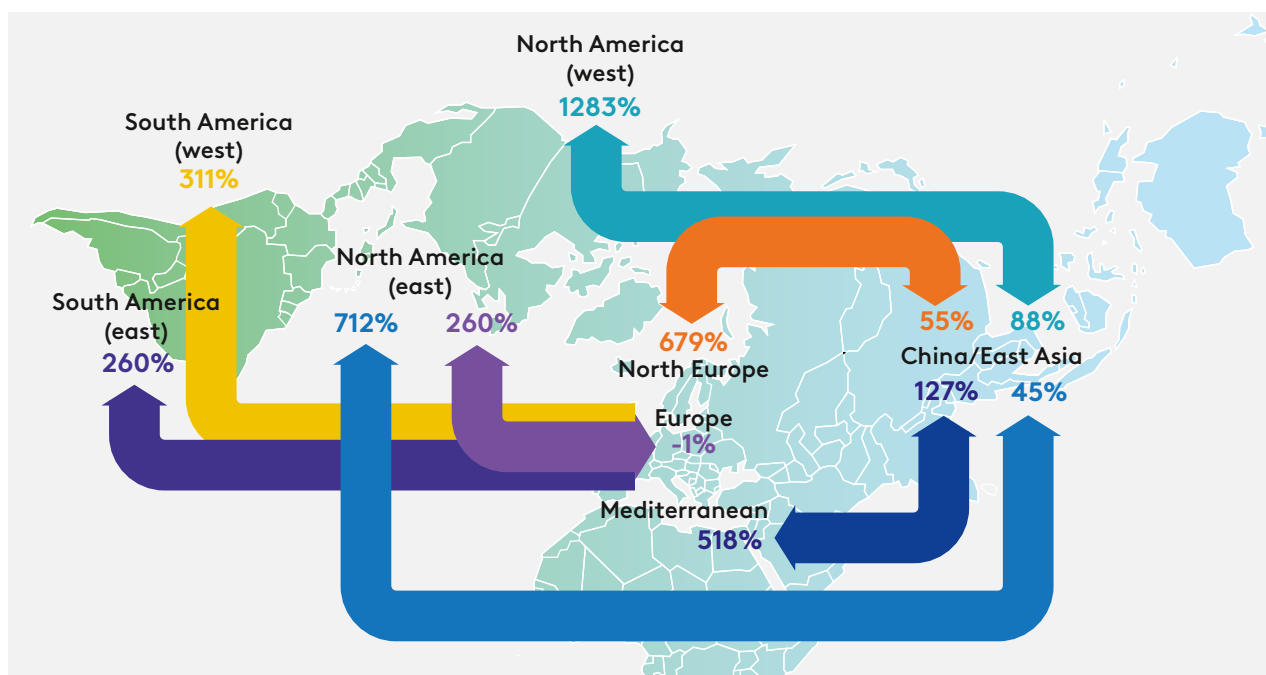 North America
(west)
1283%
South America
(west)
311%
North America
(east)
712% 260%
South America
(east)
260%
679%
North Europe
55% 88%
China/East Asia
127% 45%
Europe
-1%
Mediterranean
518%